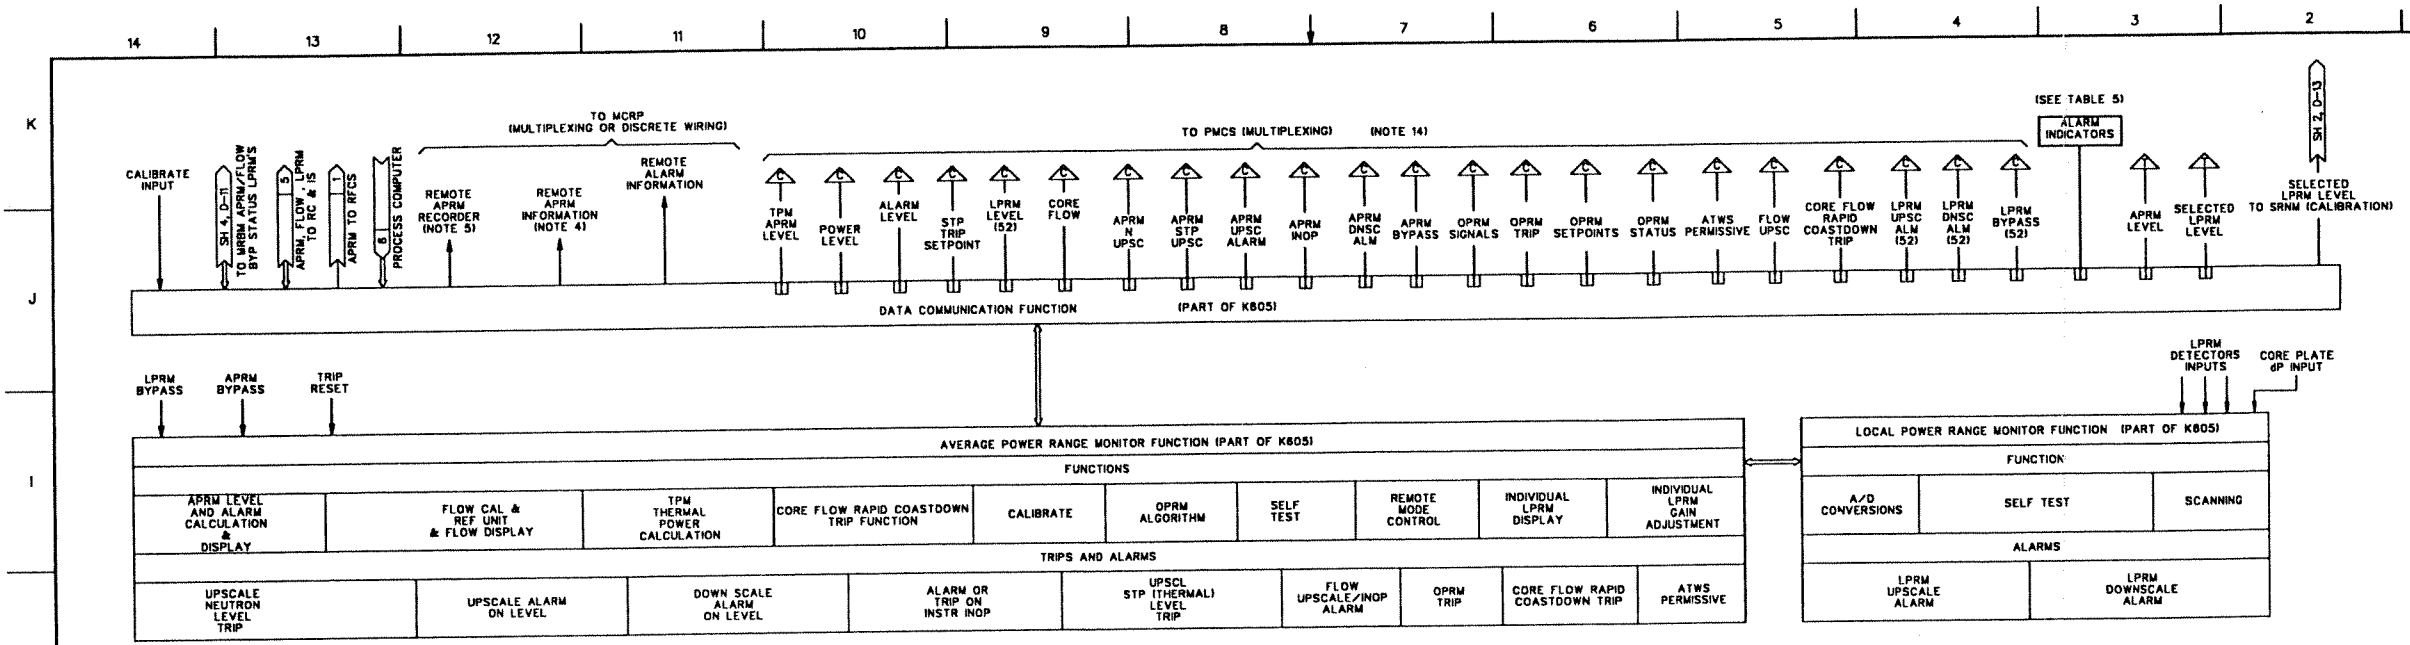 14 13 12 11 10 9 8 7 6 5 4 3 2
K
J
I
TO MCRP
(MULTIPLEXING OR DISCRETE WIRING)
TO PMCS (MULTIPLEXING) (NOTE 14)
(SEE TABLE 5)
ALARM
INDICATORS
SH 2, D-13
CALIBRATE
INPUT
SH 4, D-11
TO MRBM APRM/FLOW
BYP STATUS LPRM'S
5
APRM, FLOW, LPRM
TO RC & IS
1
APRM TO RFCS
6
PROCESS COMPUTER
REMOTE
APRM
RECORDER
(NOTE 5)
REMOTE
APRM
INFORMATION
(NOTE 4)
REMOTE
ALARM
INFORMATION
C
TPM
APRM
LEVEL
C
POWER
LEVEL
C
ALARM
LEVEL
C
STP
TRIP
SETPOINT
C
LPRM
LEVEL
(52)
C
CORE
FLOW
C
APRM
N
UPSC
C
APRM
STP
UPSC
C
APRM
UPSC
ALARM
C
APRM
INOP
C
APRM
DNSC
ALM
C
APRM
BYPASS
C
OPRM
SIGNALS
C
OPRM
TRIP
C
OPRM
SETPOINTS
C
OPRM
STATUS
C
ATWS
PERMISSIVE
C
FLOW
UPSC
C
CORE FLOW
RAPID
COASTDOWN
TRIP
C
LPRM
UPSC
ALM
(52)
C
LPRM
DNSC
ALM
(52)
C
LPRM
BYPASS
(52)
T
APRM
LEVEL
T
SELECTED
LPRM
LEVEL
SELECTED
LPRM LEVEL
TO SRNM (CALIBRATION)
DATA COMMUNICATION FUNCTION (PART OF K605)
LPRM
BYPASS
APRM
BYPASS
TRIP
RESET
LPRM
DETECTORS
INPUTS
CORE PLATE
dP INPUT
AVERAGE POWER RANGE MONITOR FUNCTION (PART OF K605)
FUNCTIONS
APRM LEVEL
AND ALARM
CALCULATION
&
DISPLAY
FLOW CAL &
REF UNIT
& FLOW DISPLAY
TPM
THERMAL
POWER
CALCULATION
CORE FLOW RAPID COASTDOWN
TRIP FUNCTION
CALIBRATE
OPRM
ALGORITHM
SELF
TEST
REMOTE
MODE
CONTROL
INDIVIDUAL
LPRM
DISPLAY
INDIVIDUAL
LPRM
GAIN
ADJUSTMENT
TRIPS AND ALARMS
UPSCALE
NEUTRON
LEVEL
TRIP
UPSCALE ALARM
ON LEVEL
DOWN SCALE
ALARM
ON LEVEL
ALARM OR
TRIP ON
INSTR INOP
UPSCL
STP (THERMAL)
LEVEL
TRIP
FLOW
UPSCALE/INOP
ALARM
OPRM
TRIP
CORE FLOW RAPID
COASTDOWN TRIP
ATWS
PERMISSIVE
LOCAL POWER RANGE MONITOR FUNCTION (PART OF K605)
FUNCTION
A/D
CONVERSIONS
SELF TEST
SCANNING
ALARMS
LPRM
UPSCALE
ALARM
LPRM
DOWNSCALE
ALARM